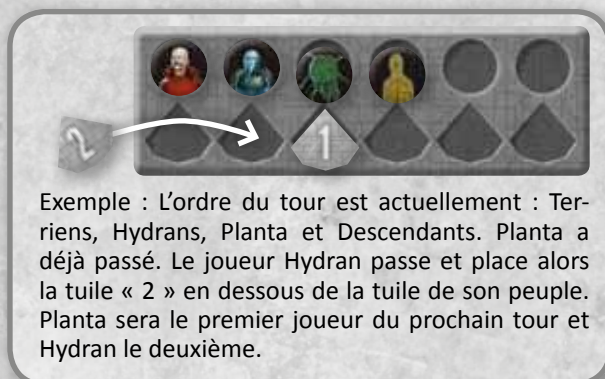 1
2
Exemple : L'ordre du tour est actuellement : Ter-
riens, Hydrans, Planta et Descendants. Planta a
déjà passé. Le joueur Hydran passe et place alors
la tuile « 2 » en dessous de la tuile de son peuple.
Planta sera le premier joueur du prochain tour et
Hydran le deuxième.